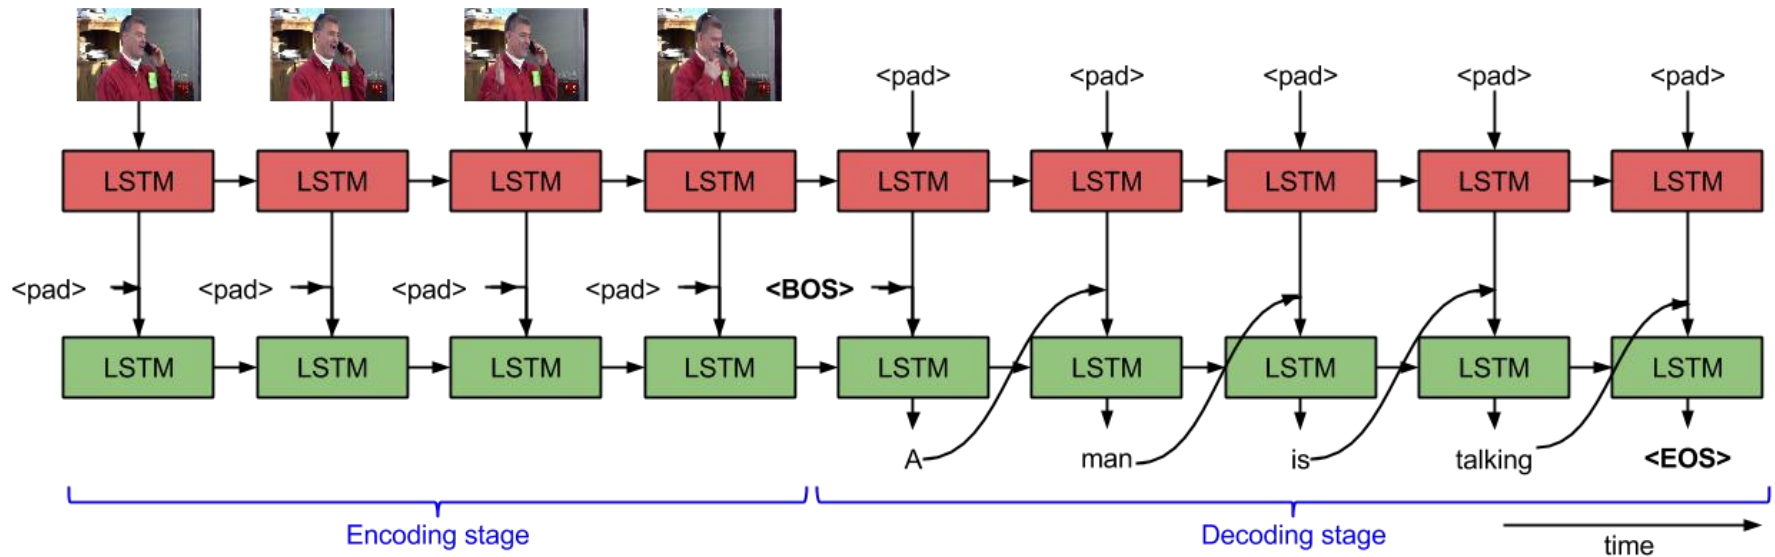 <pad> <pad> <pad> <pad> <pad>
LSTM LSTM LSTM LSTM LSTM LSTM LSTM LSTM LSTM
<pad> <pad> <pad> <pad> <BOS>
LSTM LSTM LSTM LSTM LSTM LSTM LSTM LSTM LSTM
A man is talking <EOS>
Encoding stage Decoding stage
time